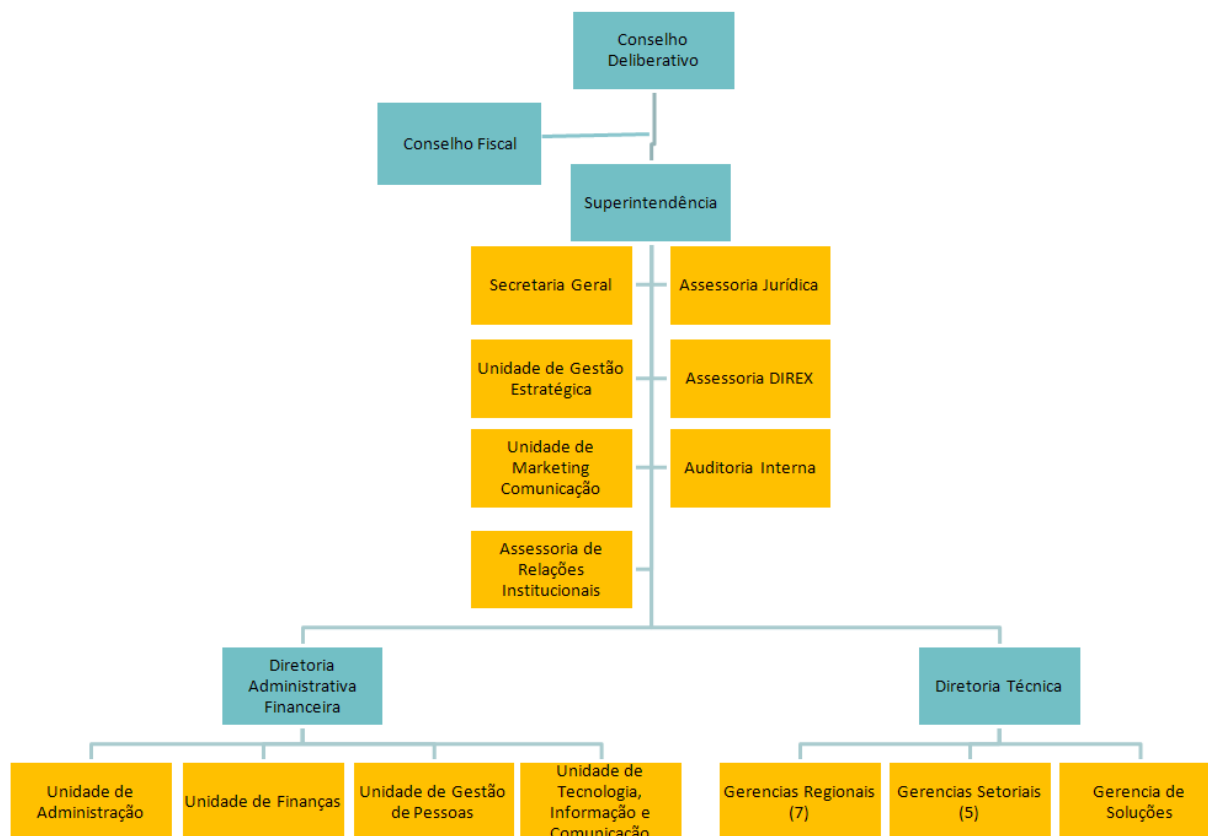 Conselho
Deliberativo
Conselho Fiscal
Superintendência
Secretaria Geral
Assessoria Jurídica
Unidade de Gestão
Estratégica
Assessoria DIREX
Unidade de
Marketing
Comunicação
Auditoria Interna
Assessoria de
Relações
Institucionais
Diretoria
Administrativa
Financeira
Diretoria Técnica
Unidade de
Administração
Unidade de Finanças
Unidade de Gestão
de Pessoas
Unidade de
Tecnologia,
Informação e
Comunicação
Gerencias Regionais
(7)
Gerencias Setoriais
(5)
Gerencia de
Soluções